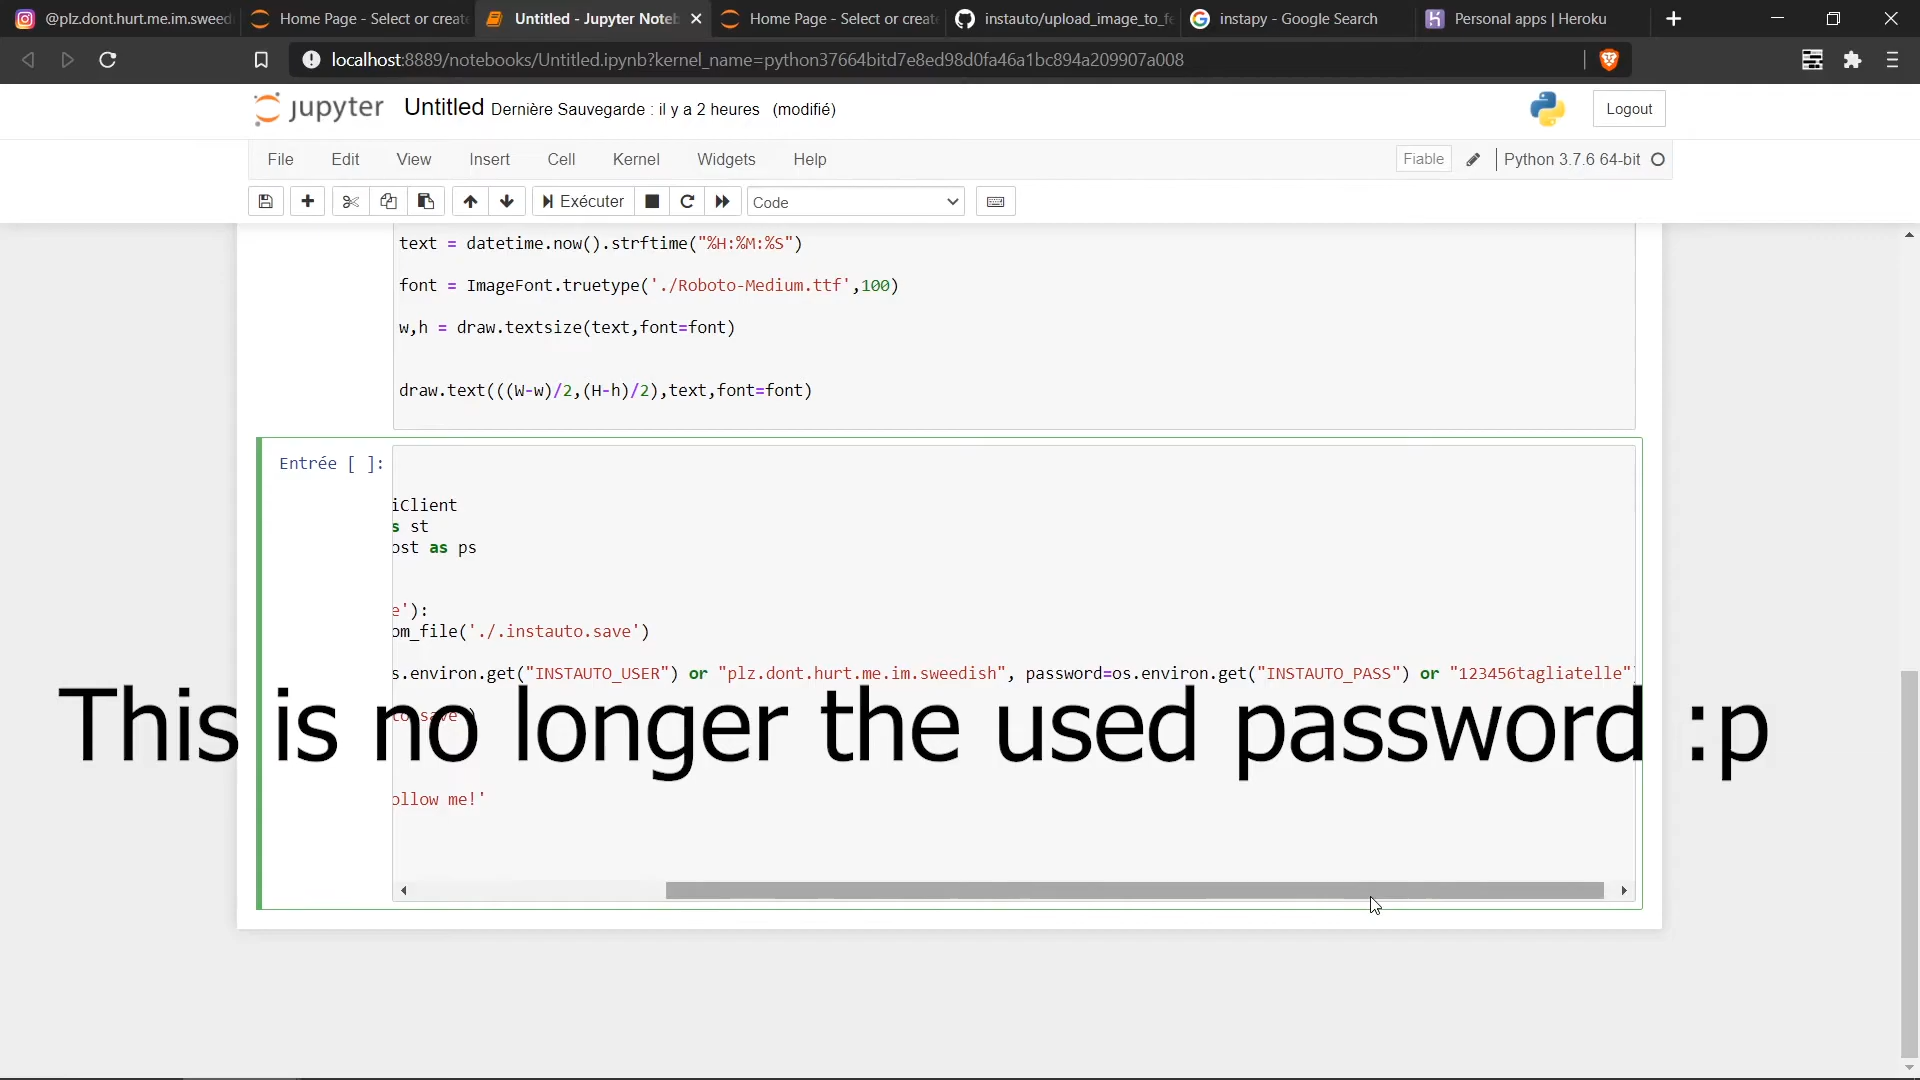 @plz.dont.hurt.me.im.swedi
Home Page - Select or create
Untitled - Jupyter Noteb
Home Page - Select or create
instauto/upload_image_to_fe
instapy - Google Search
Personal apps | Heroku
localhost:8889/notebooks/Untitled.ipynb?kernel_name=python37664bitd7e8ed98d0fa46a1bc894a209907a008
jupyter Untitled Dernière Sauvegarde : il y a 2 heures (modifié)
Logout
File Edit View Insert Cell Kernel Widgets Help
Fiable
Python 3.7.6 64-bit
Exécuter
Code
text = datetime.now().strftime("%H:%M:%S")
font = ImageFont.truetype('./Roboto-Medium.ttf',100)
w,h = draw.textsize(text,font=font)
draw.text(((W-w)/2,(H-h)/2),text,font=font)
Entrée [ ]:
iClient
s st
ost as ps
e'):
om_file('./.instauto.save')
s.environ.get("INSTAUTO_USER") or "plz.dont.hurt.me.im.sweedish", password=os.environ.get("INSTAUTO_PASS") or "123456tagliatelle")
to.save')
This is no longer the used password :p
ollow me!'